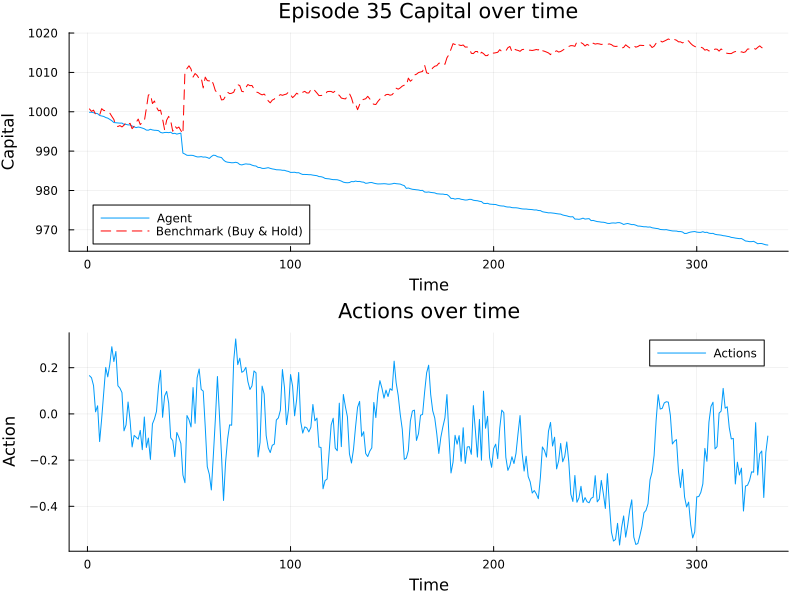 Episode 35 Capital over time
Capital
1020
1010
1000
990
980
970
Agent
Benchmark (Buy & Hold)
0
100
200
300
Time
Actions over time
Action
0.2
0.0
−0.2
−0.4
Actions
0
100
200
300
Time